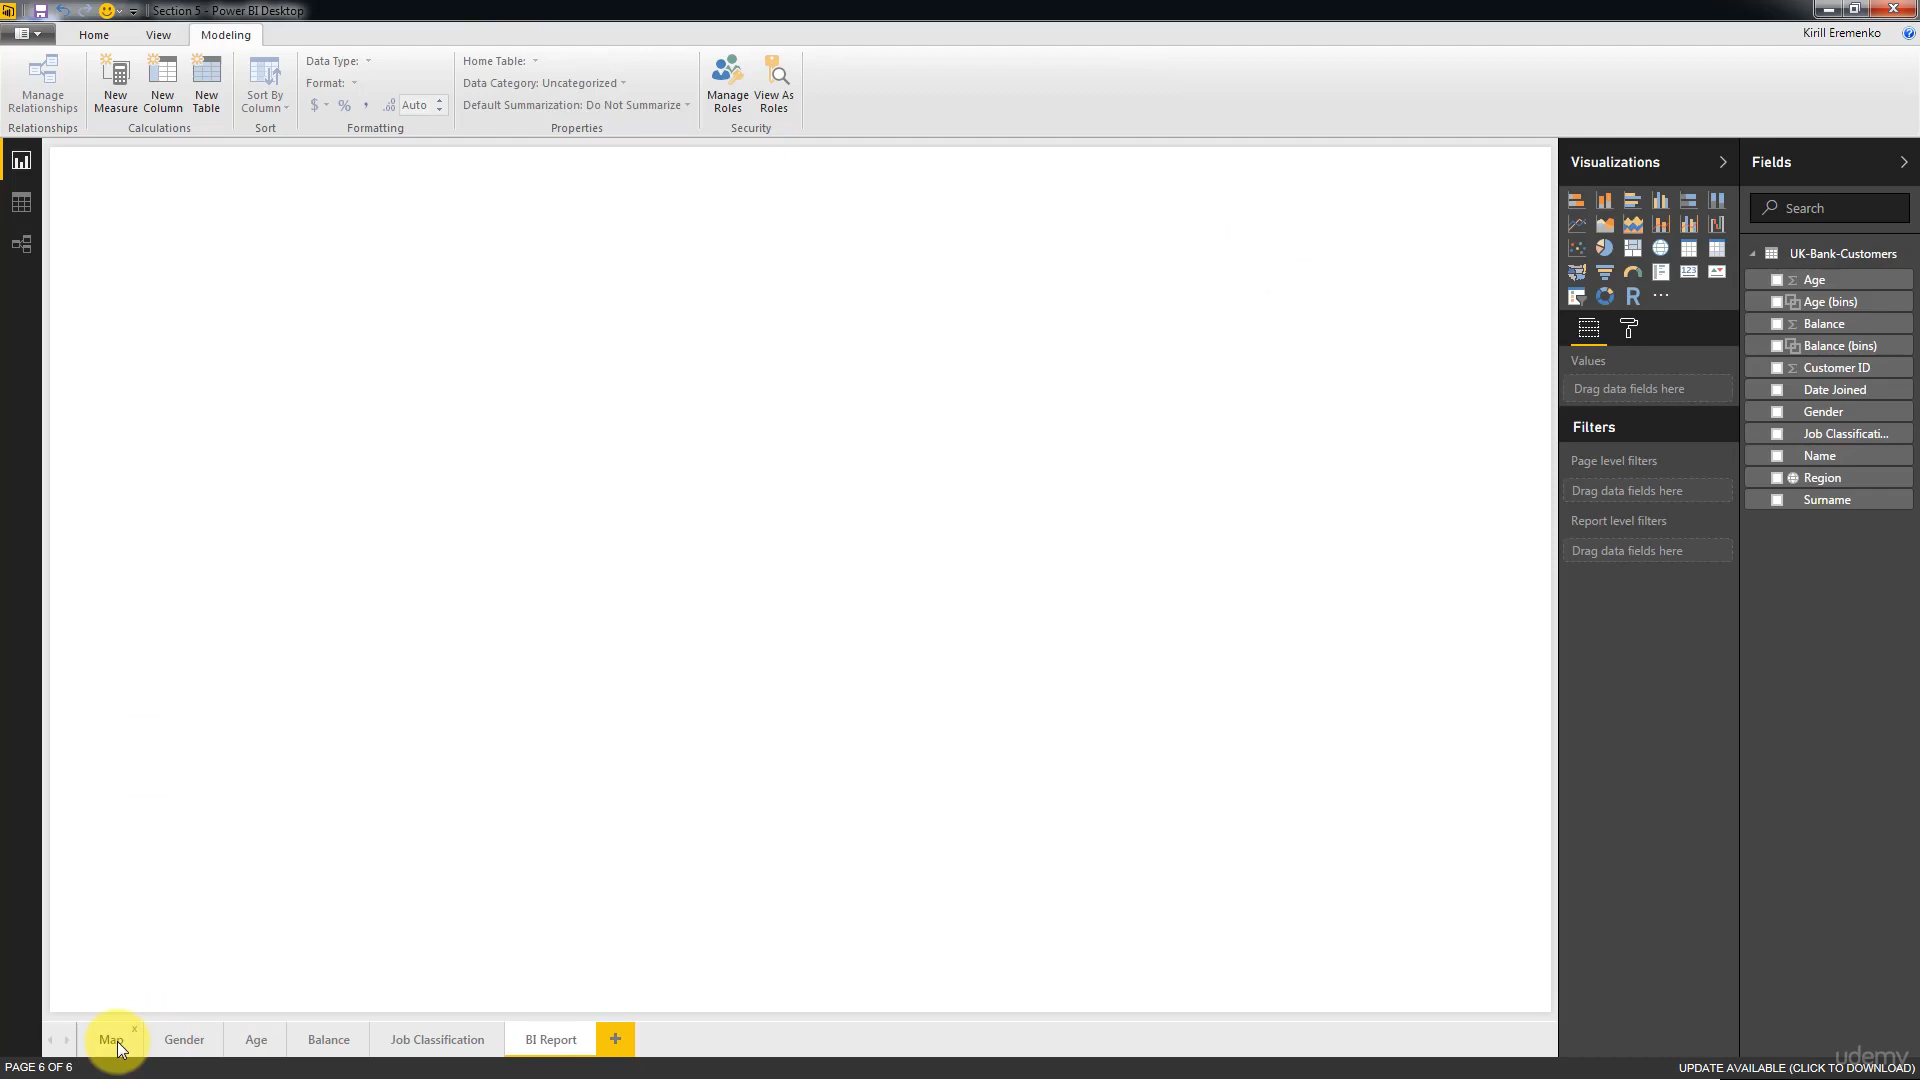 Section 5 - Power BI Desktop
Home
View
Modeling
Kirill Eremenko
Manage Relationships
New Measure
New Column
New Table
Sort By Column
Data Type:
Format:
$ % , .00 Auto
Home Table:
Data Category: Uncategorized
Default Summarization: Do Not Summarize
Manage Roles
View As Roles
Relationships
Calculations
Sort
Formatting
Properties
Security
Visualizations
Fields
Search
UK-Bank-Customers
Age
Age (bins)
Balance
Balance (bins)
Customer ID
Date Joined
Gender
Job Classificati...
Name
Region
Surname
123
R
...
Values
Drag data fields here
Filters
Page level filters
Drag data fields here
Report level filters
Drag data fields here
Map
Gender
Age
Balance
Job Classification
BI Report
+
PAGE 6 OF 6
UPDATE AVAILABLE (CLICK TO DOWNLOAD)
udemy